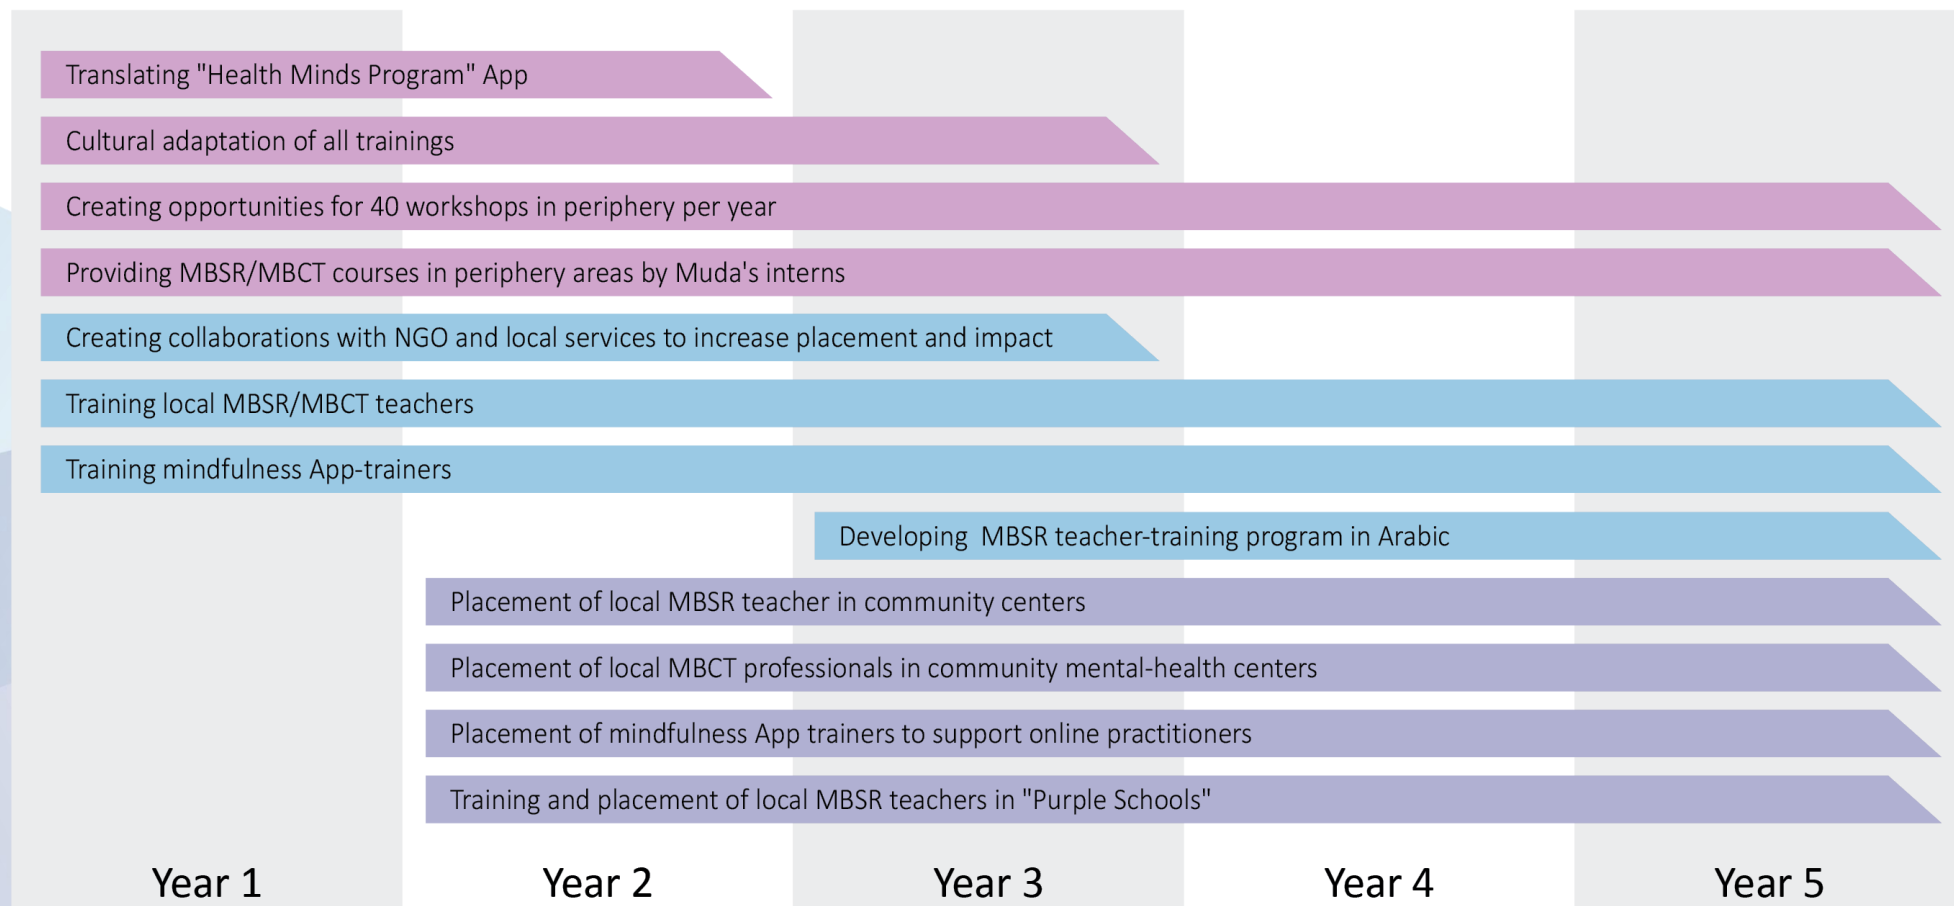 Translating "Health Minds Program" App
Cultural adaptation of all trainings
Creating opportunities for 40 workshops in periphery per year
Providing MBSR/MBCT courses in periphery areas by Muda's interns
Creating collaborations with NGO and local services to increase placement and impact
Training local MBSR/MBCT teachers
Training mindfulness App-trainers
Developing MBSR teacher-training program in Arabic
Placement of local MBSR teacher in community centers
Placement of local MBCT professionals in community mental-health centers
Placement of mindfulness App trainers to support online practitioners
Training and placement of local MBSR teachers in "Purple Schools"
Year 1 Year 2 Year 3 Year 4 Year 5